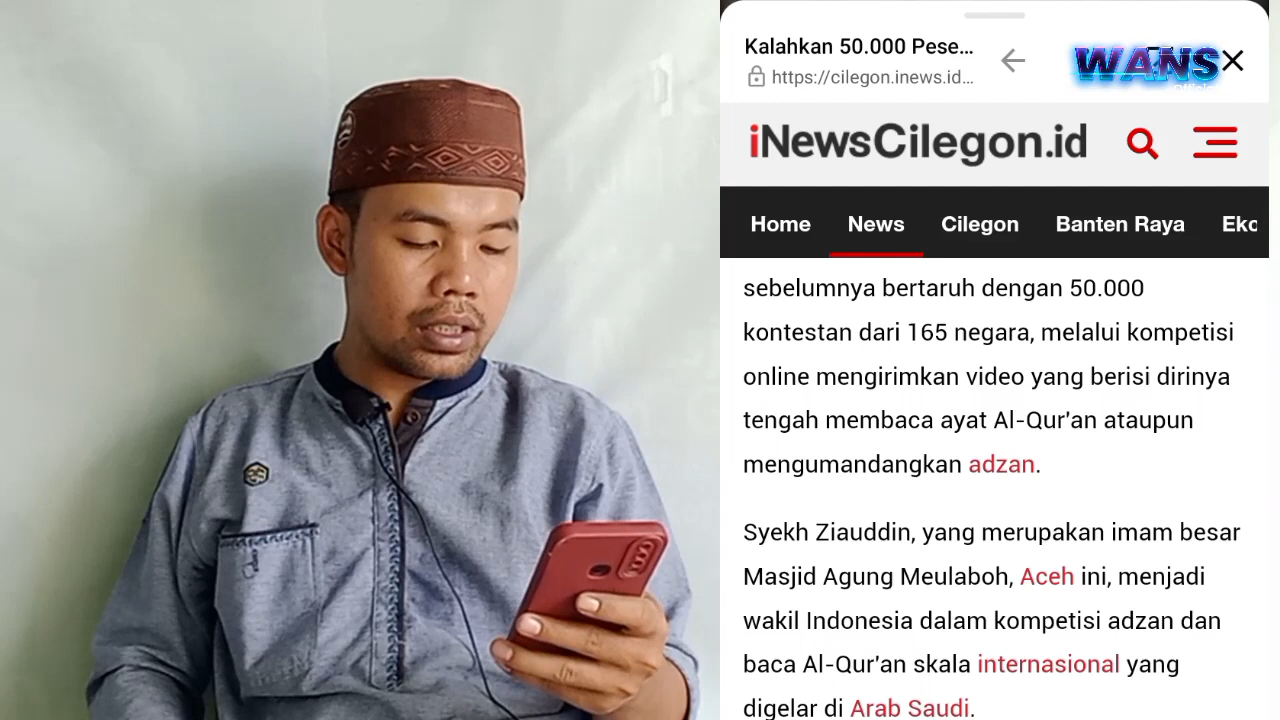 Kalahkan 50.000 Pese...
https://cilegon.inews.id...
WANS
Official
iNewsCilegon.id
Home News Cilegon Banten Raya Eko
sebelumnya bertaruh dengan 50.000
kontestan dari 165 negara, melalui kompetisi
online mengirimkan video yang berisi dirinya
tengah membaca ayat Al-Qur'an ataupun
mengumandangkan adzan.
Syekh Ziauddin, yang merupakan imam besar
Masjid Agung Meulaboh, Aceh ini, menjadi
wakil Indonesia dalam kompetisi adzan dan
baca Al-Qur'an skala internasional yang
digelar di Arab Saudi.